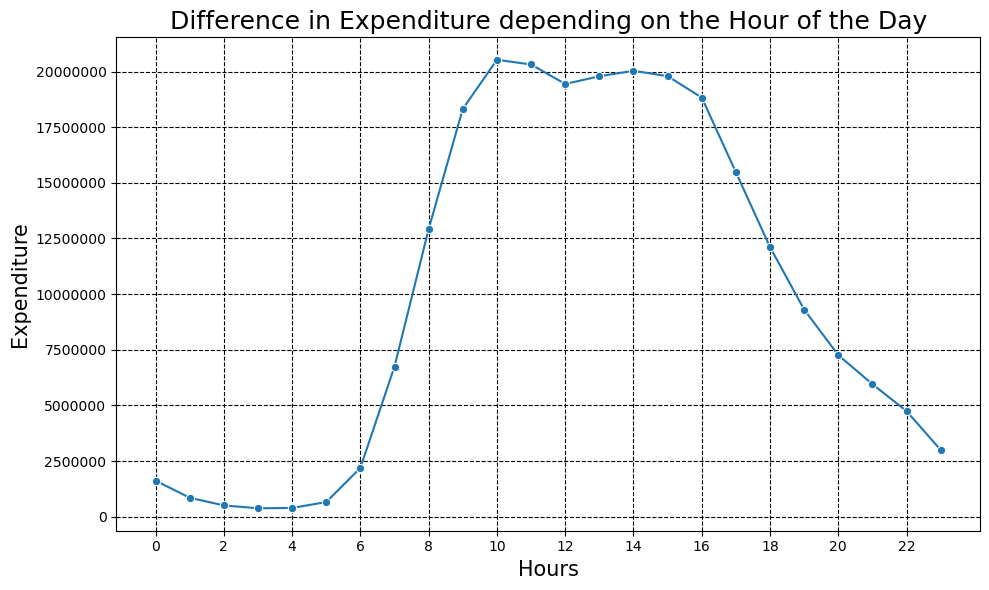 Difference in Expenditure depending on the Hour of the Day
20000000
17500000
15000000
12500000
10000000
7500000
5000000
2500000
0
Expenditure
0 2 4 6 8 10 12 14 16 18 20 22
Hours